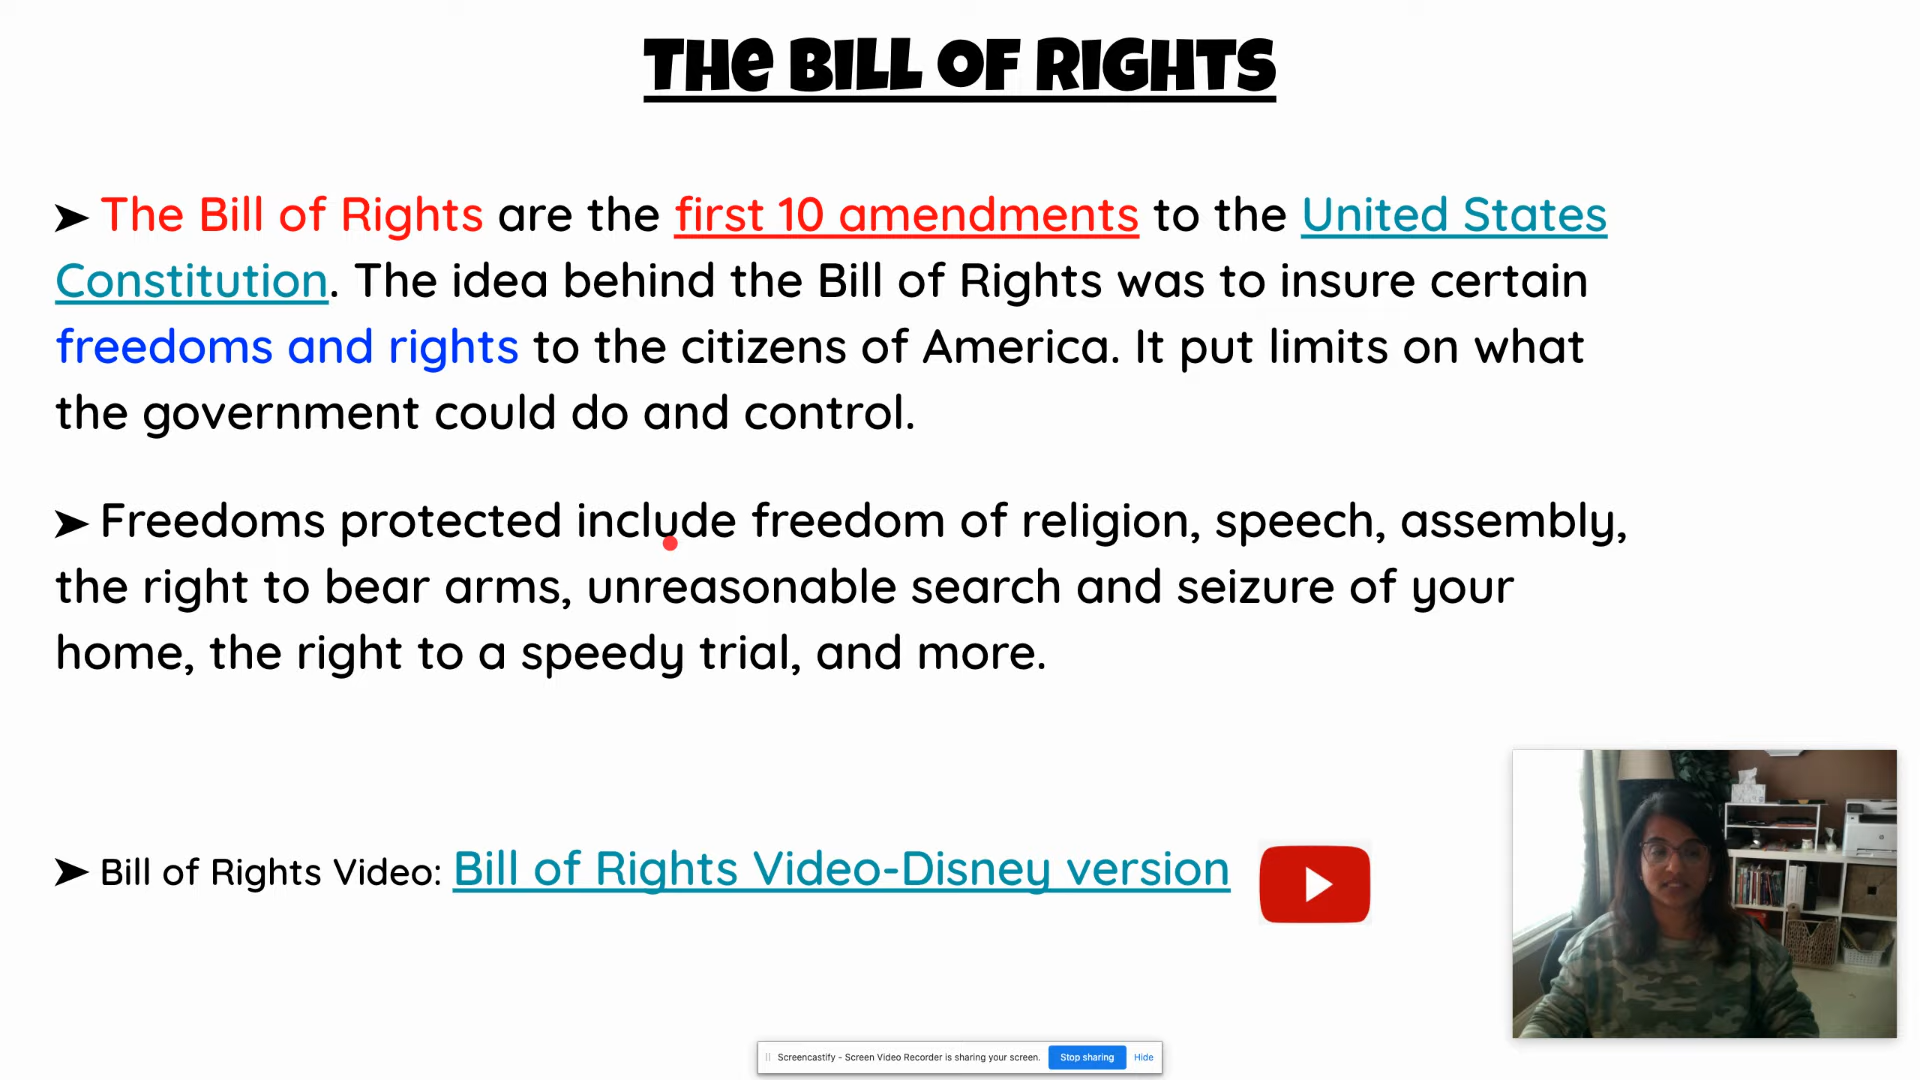 THe BILL OF RIGHTS
➤ The Bill of Rights are the first 10 amendments to the United States
Constitution. The idea behind the Bill of Rights was to insure certain
freedoms and rights to the citizens of America. It put limits on what
the government could do and control.
➤ Freedoms protected include freedom of religion, speech, assembly,
the right to bear arms, unreasonable search and seizure of your
home, the right to a speedy trial, and more.
➤ Bill of Rights Video: Bill of Rights Video-Disney version
Screencastify - Screen Video Recorder is sharing your screen. Stop sharing Hide